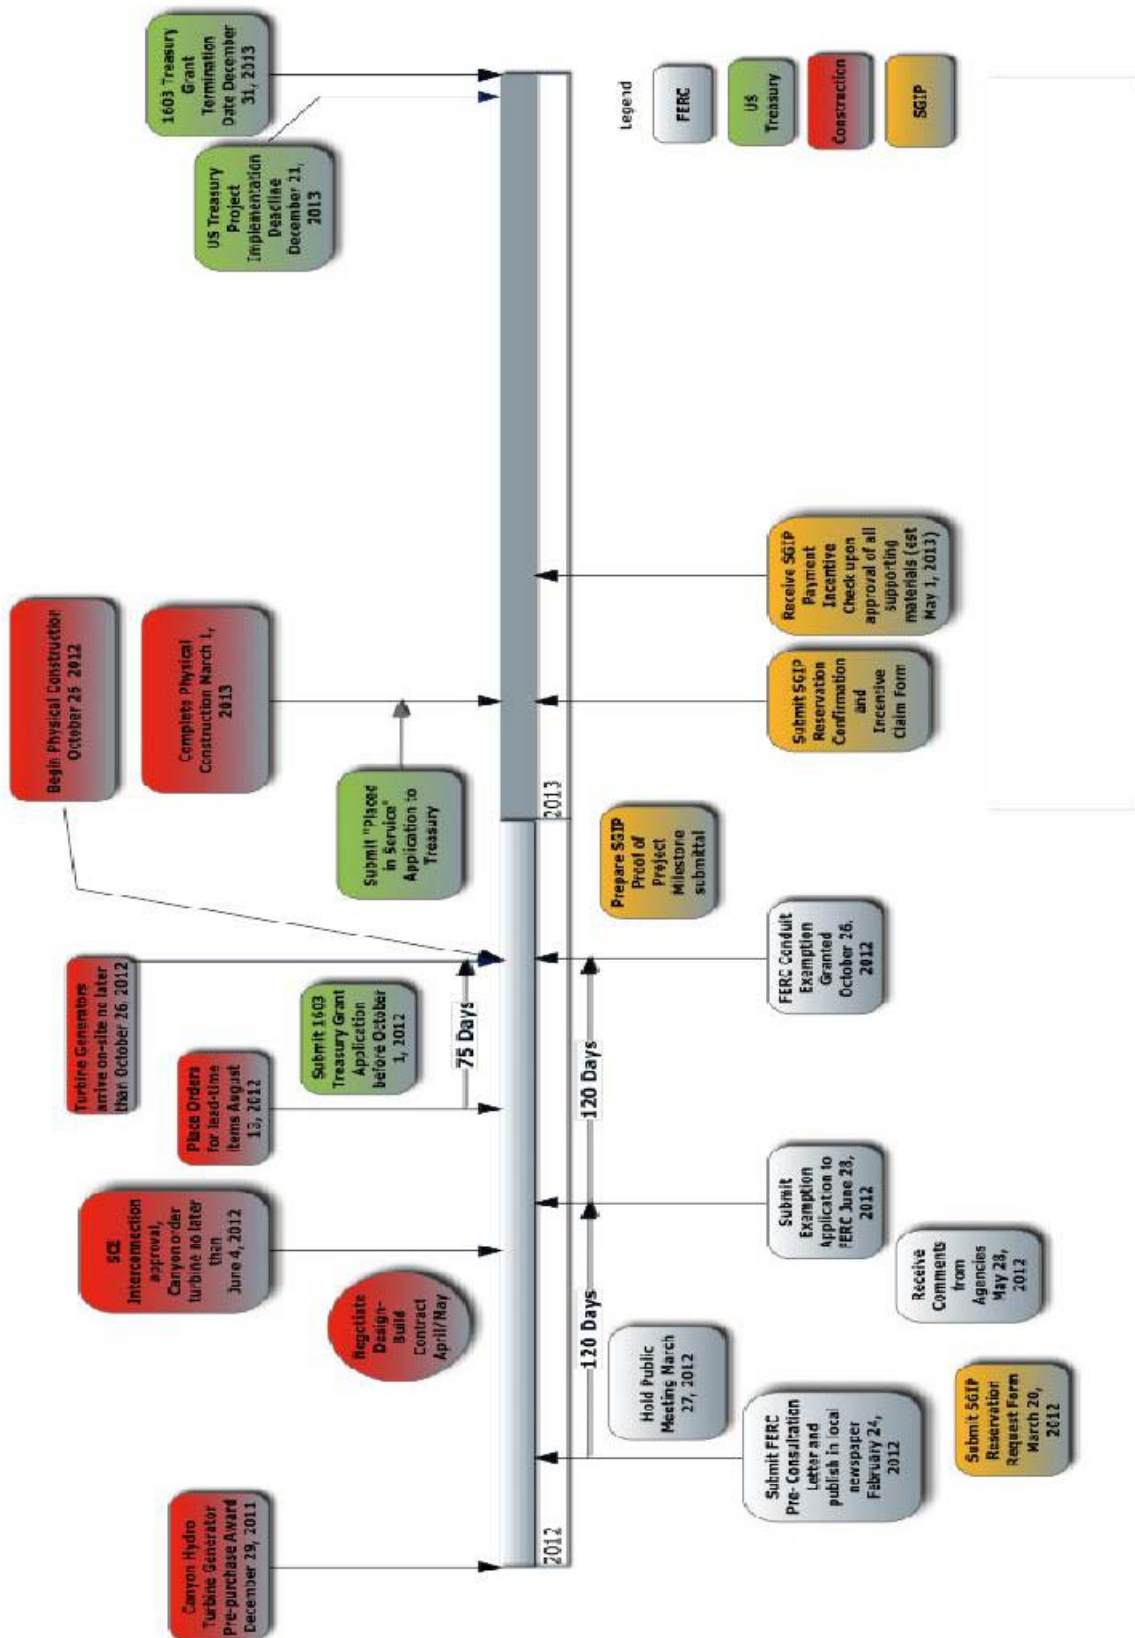 Canyon Hydro
Turbine Generator
Pre-purchase Award
December 29, 2011
SCE
Interconnection
approval,
Canyon order
turbine no later
than
June 4, 2012
Negotiate
Design-
Build
Contract
April/May
Place Orders
for lead-time
items August
13, 2012
Turbine Generators
arrive on-site no later
than October 26, 2012
Submit 1603
Treasury Grant
Application
before October
1, 2012
75 Days
Begin Physical Construction
October 26 2012
Complete Physical
Construction March 1,
2013
Submit "Placed
in Service"
Application to
Treasury
US Treasury
Project
Implementation
Deadline
December 21,
2013
1603 Treasury
Grant
Termination
Date December
31, 2013
2012
2013
120 Days
120 Days
Hold Public
Meeting March
27, 2012
Submit FERC
Pre- Consultation
Letter and
publish in local
newspaper
February 24,
2012
Submit SGIP
Reservation
Request Form
March 20,
2012
Receive
Comments
from
Agencies
May 28,
2012
Submit
Exemption
Application to
FERC June 28,
2012
FERC Conduit
Exemption
Granted
October 26,
2012
Prepare SGIP
Proof of
Project
Milestone
submittal
Submit SGIP
Reservation
Confirmation
and
Incentive
Claim Form
Receive SGIP
Payment
Incentive
Check upon
approval of all
supporting
materials (est
May 1, 2013)
Legend
FERC
US
Treasury
Construction
SGIP